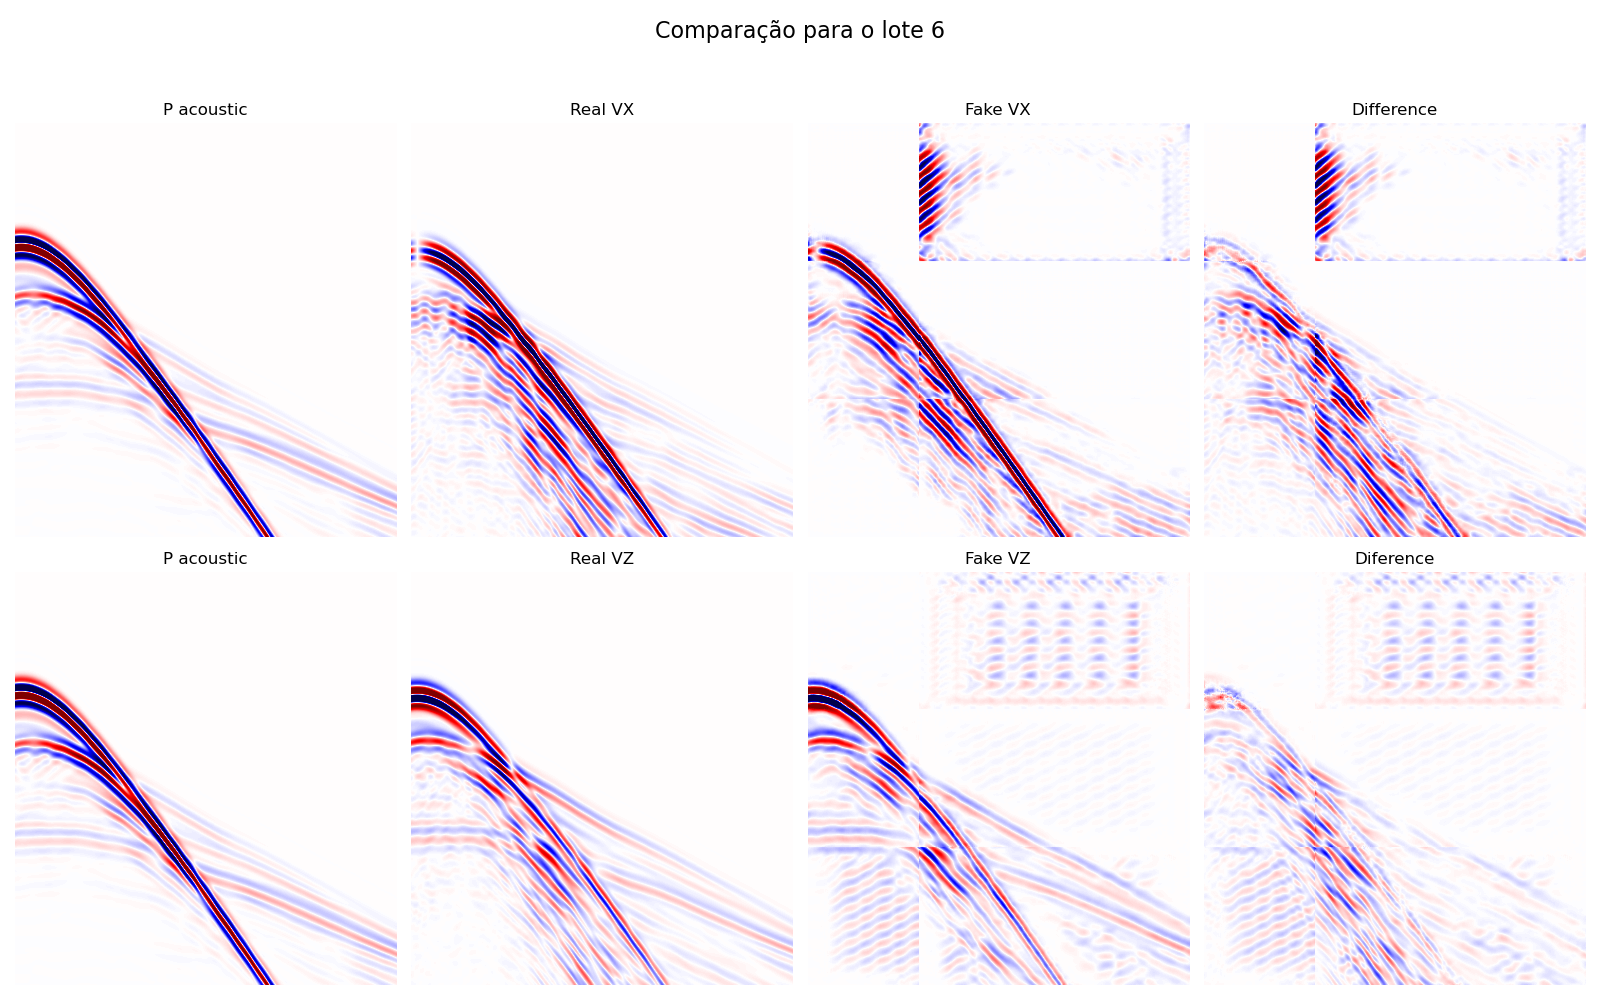 Comparação para o lote 6
P acoustic
Real VX
Fake VX
Difference
P acoustic
Real VZ
Fake VZ
Diference